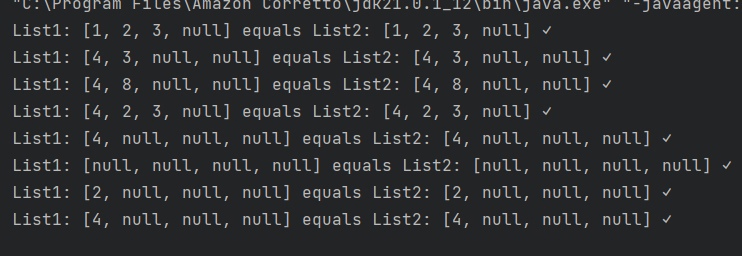 "C:\Program Files\Amazon Corretto\jdk21.0.1_12\bin\java.exe" "-javaagent:
List1: [1, 2, 3, null] equals List2: [1, 2, 3, null] ✓
List1: [4, 3, null, null] equals List2: [4, 3, null, null] ✓
List1: [4, 8, null, null] equals List2: [4, 8, null, null] ✓
List1: [4, 2, 3, null] equals List2: [4, 2, 3, null] ✓
List1: [4, null, null, null] equals List2: [4, null, null, null] ✓
List1: [null, null, null, null] equals List2: [null, null, null, null] ✓
List1: [2, null, null, null] equals List2: [2, null, null, null] ✓
List1: [4, null, null, null] equals List2: [4, null, null, null] ✓